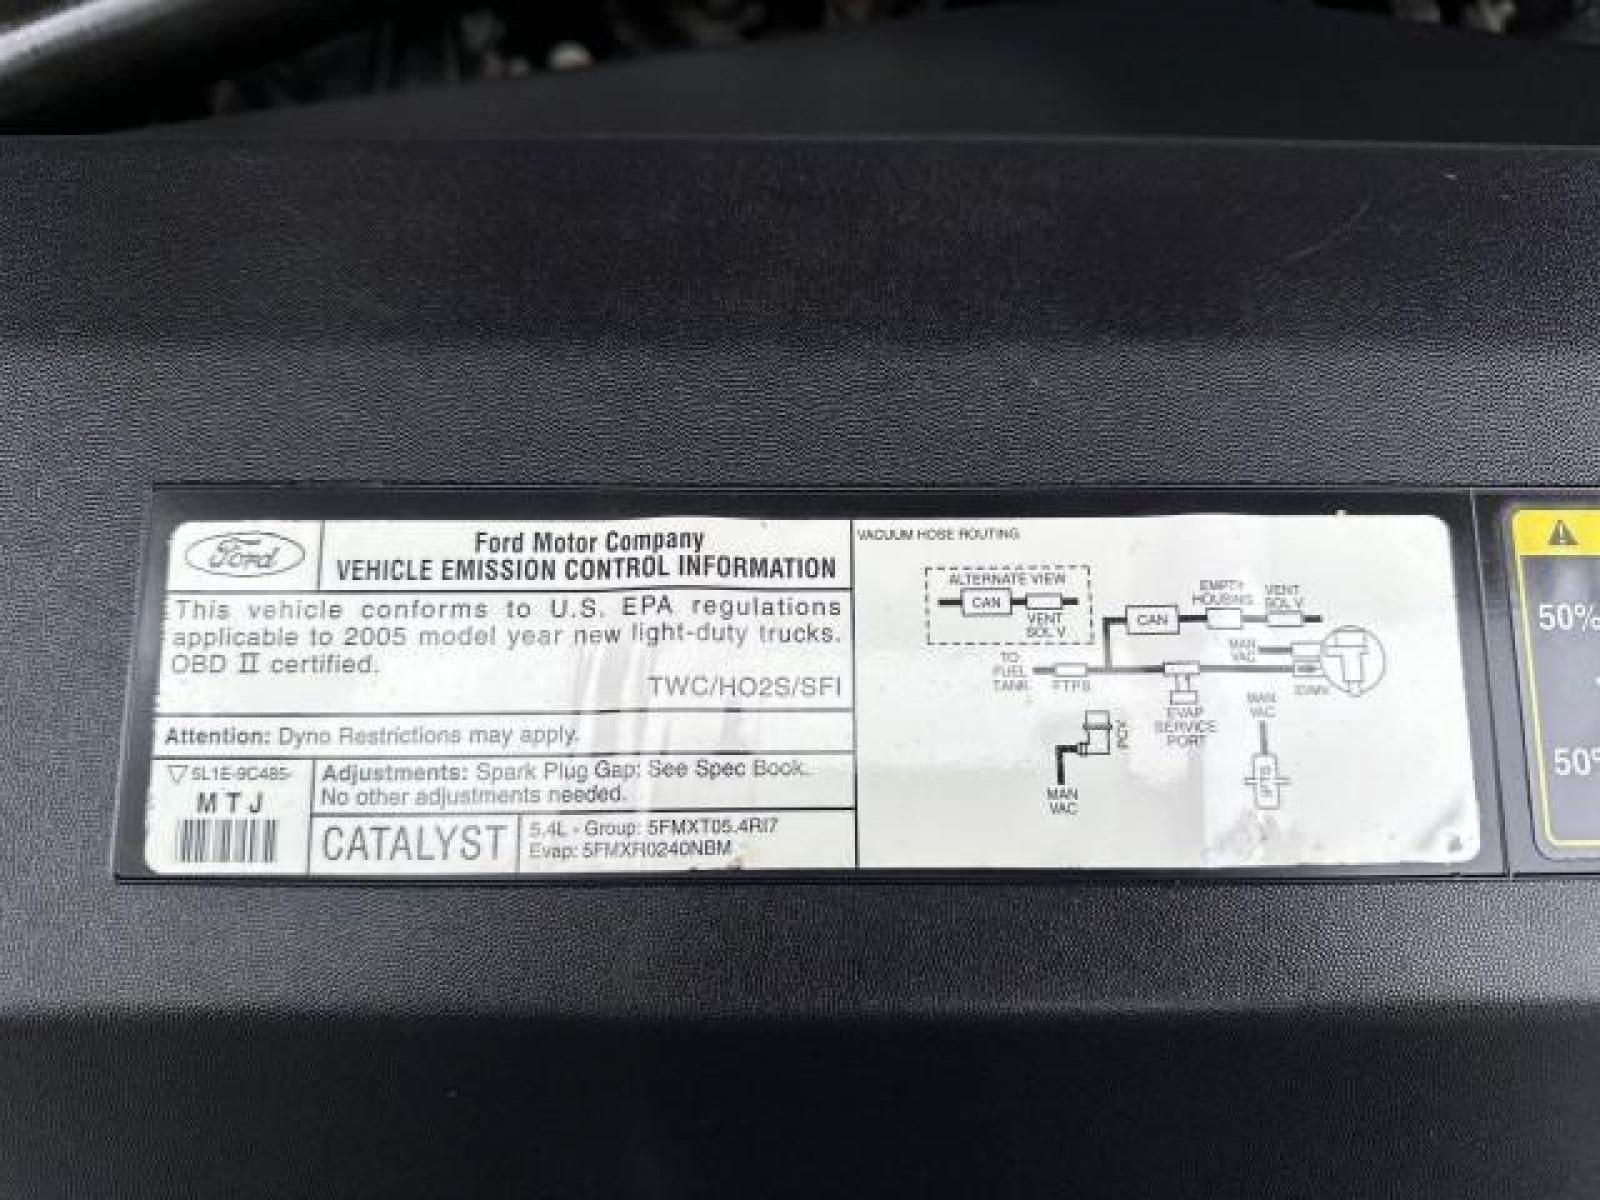 Ford
Ford Motor Company
VEHICLE EMISSION CONTROL INFORMATION
This vehicle conforms to U.S. EPA regulations
applicable to 2005 model year new light-duty trucks.
OBD II certified.
TWC/HO2S/SFI
Attention: Dyno Restrictions may apply.
5L1E-9C485-
MTJ
Adjustments: Spark Plug Gap: See Spec Book.
No other adjustments needed.
CATALYST
5.4L - Group: 5FMXT05.4RI7
Evap: 5FMXR0240NBM
VACUUM HOSE ROUTING
ALTERNATE VIEW
CAN
VENT
SOL V
TO
FUEL
TANK
FTPS
CAN
EMPTY
HOUSING
VENT
SOL V
MAN
VAC
EVAP
SERVICE
PORT
PCV
MAN
VAC
MAN
VAC
50%
50%